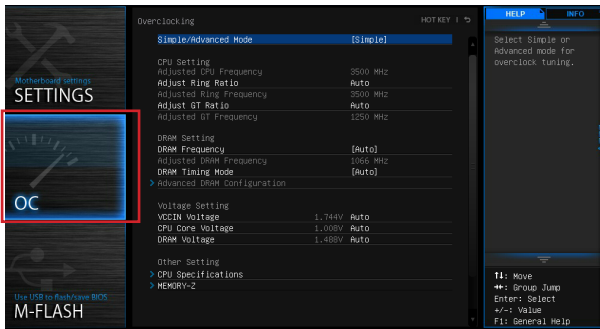 Motherboard settings
SETTINGS
OC
Use USB to flash/save BIOS
M-FLASH
Overclocking
HOT KEY
Simple/Advanced Mode [Simple]
CPU Setting
Adjusted CPU Frequency 3500 MHz
Adjust Ring Ratio Auto
Adjusted Ring Frequency 3500 MHz
Adjust GT Ratio Auto
Adjusted GT Frequency 1250 MHz
DRAM Setting
DRAM Frequency [Auto]
Adjusted DRAM Frequency 1066 MHz
DRAM Timing Mode [Auto]
> Advanced DRAM Configuration
Voltage Setting
VCCIN Voltage 1.744V Auto
CPU Core Voltage 1.008V Auto
DRAM Voltage 1.488V Auto
Other Setting
> CPU Specifications
> MEMORY-Z
HELP INFO
Select Simple or
Advanced mode for
overclock tuning.
↑↓: Move
→←: Group Jump
Enter: Select
+/-: Value
F1: General Help